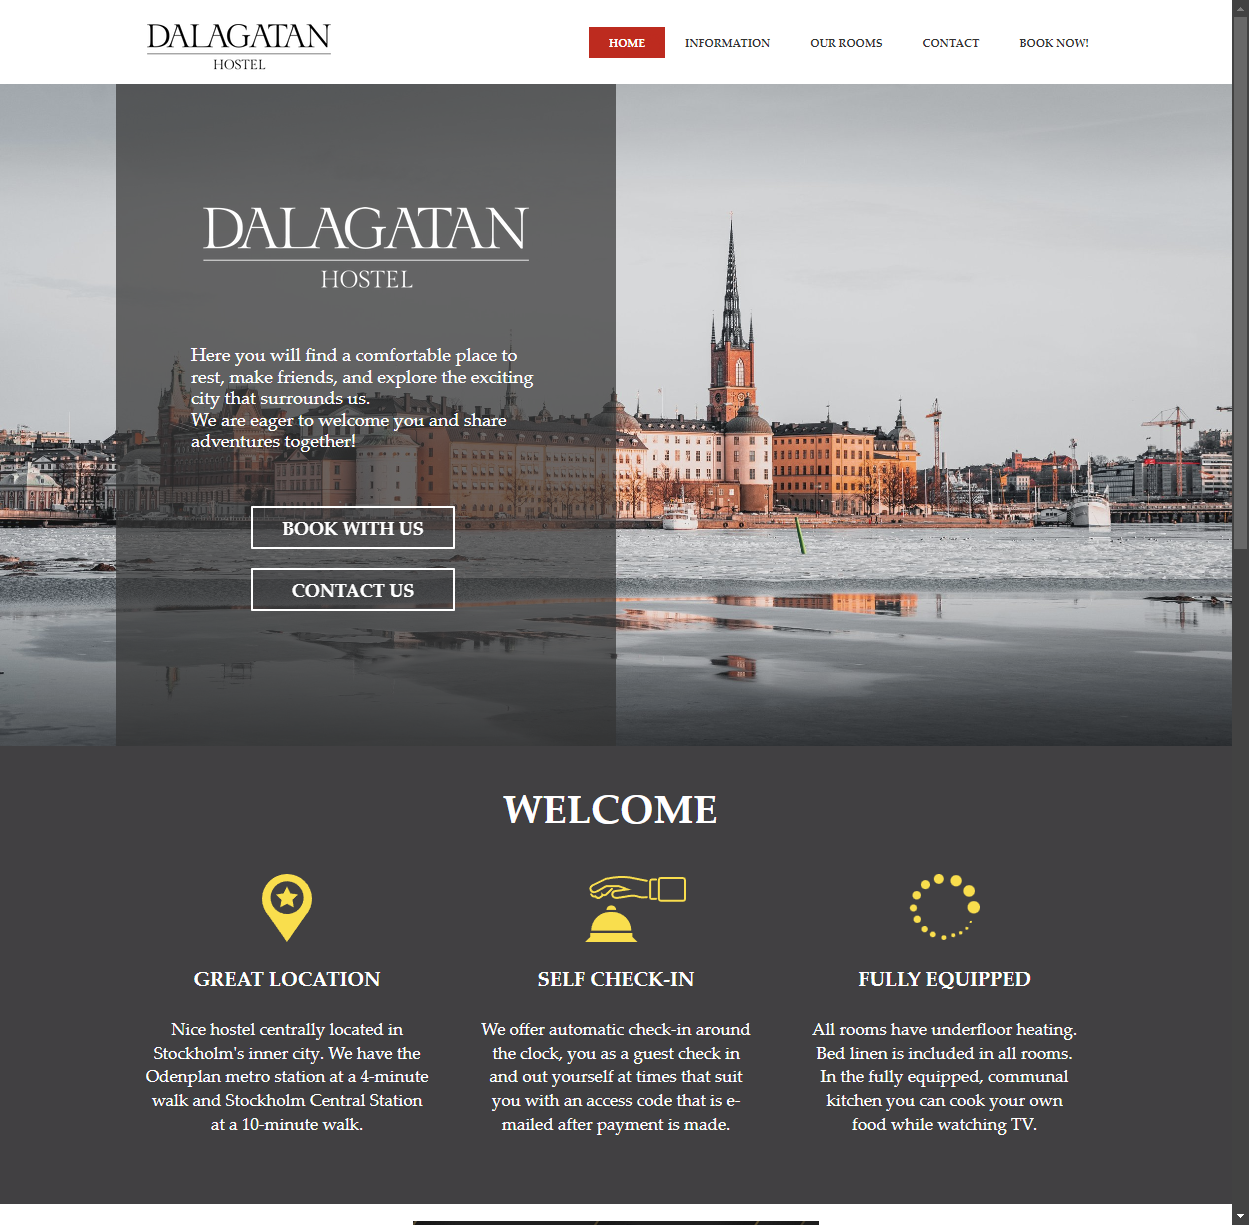 DALAGATAN
HOSTEL
HOME
INFORMATION
OUR ROOMS
CONTACT
BOOK NOW!
DALAGATAN
HOSTEL
Here you will find a comfortable place to
rest, make friends, and explore the exciting
city that surrounds us.
We are eager to welcome you and share
adventures together!
BOOK WITH US
CONTACT US
WELCOME
GREAT LOCATION
Nice hostel centrally located in
Stockholm's inner city. We have the
Odenplan metro station at a 4-minute
walk and Stockholm Central Station
at a 10-minute walk.
SELF CHECK-IN
We offer automatic check-in around
the clock, you as a guest check in
and out yourself at times that suit
you with an access code that is e-
mailed after payment is made.
FULLY EQUIPPED
All rooms have underfloor heating.
Bed linen is included in all rooms.
In the fully equipped, communal
kitchen you can cook your own
food while watching TV.